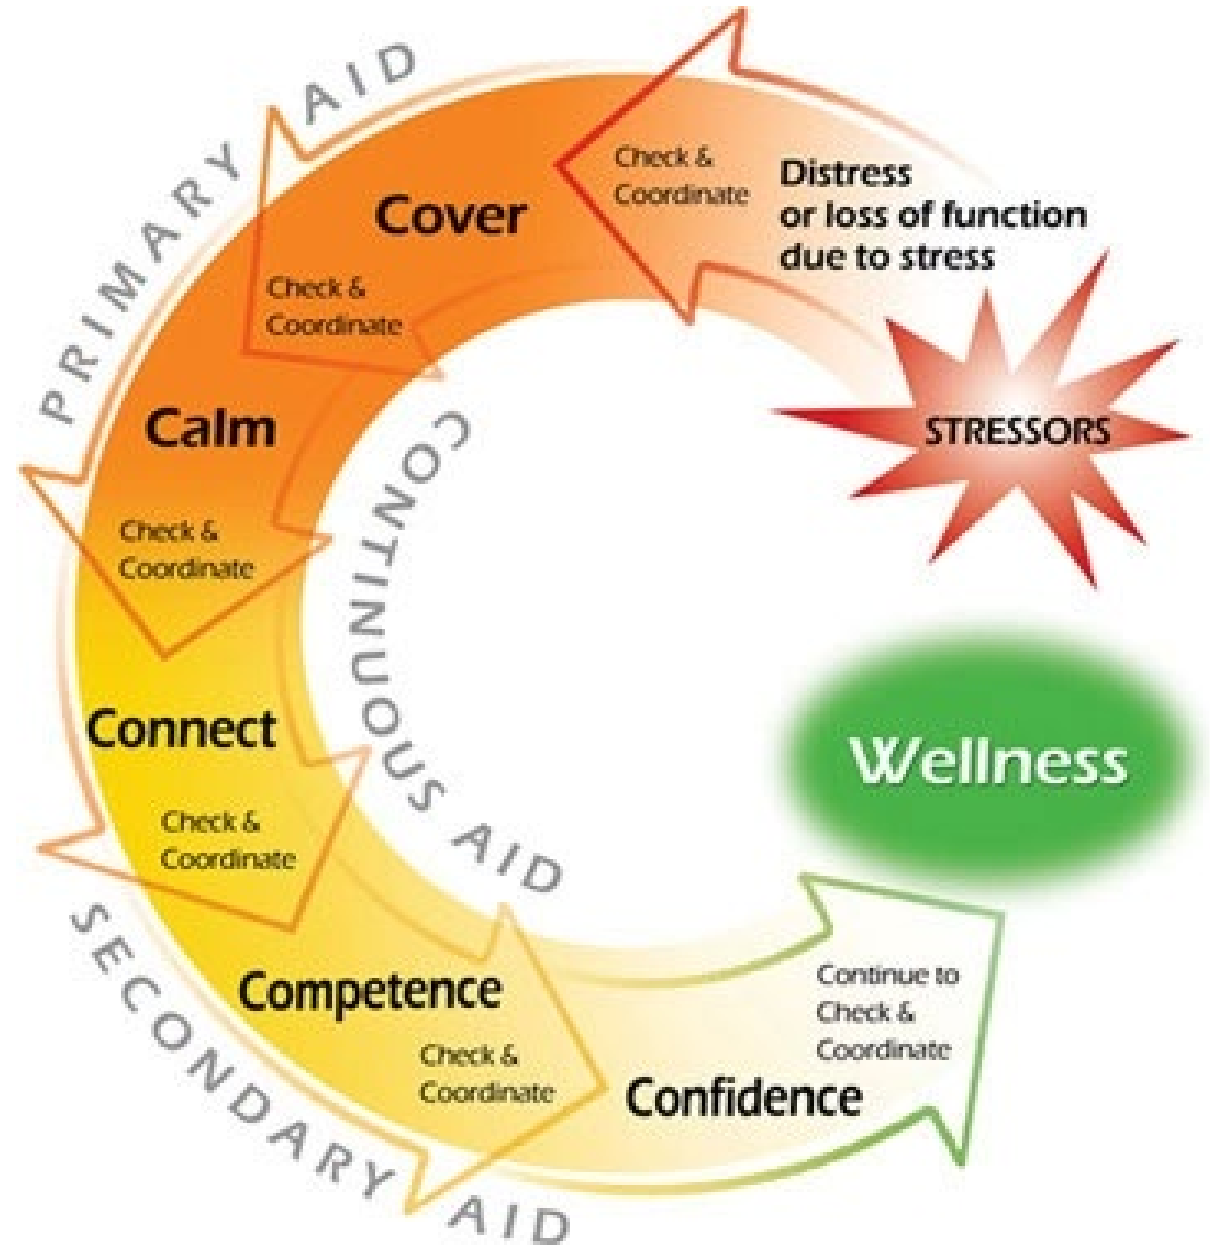 PRIMARY AID
Distress
or loss of function
due to stress
STRESSORS
Check &
Coordinate
Cover
Check &
Coordinate
Calm
Check &
Coordinate
CONTINUOUS AID
Connect
Check &
Coordinate
SECONDARY AID
Competence
Check &
Coordinate
Confidence
Continue to
Check &
Coordinate
Wellness